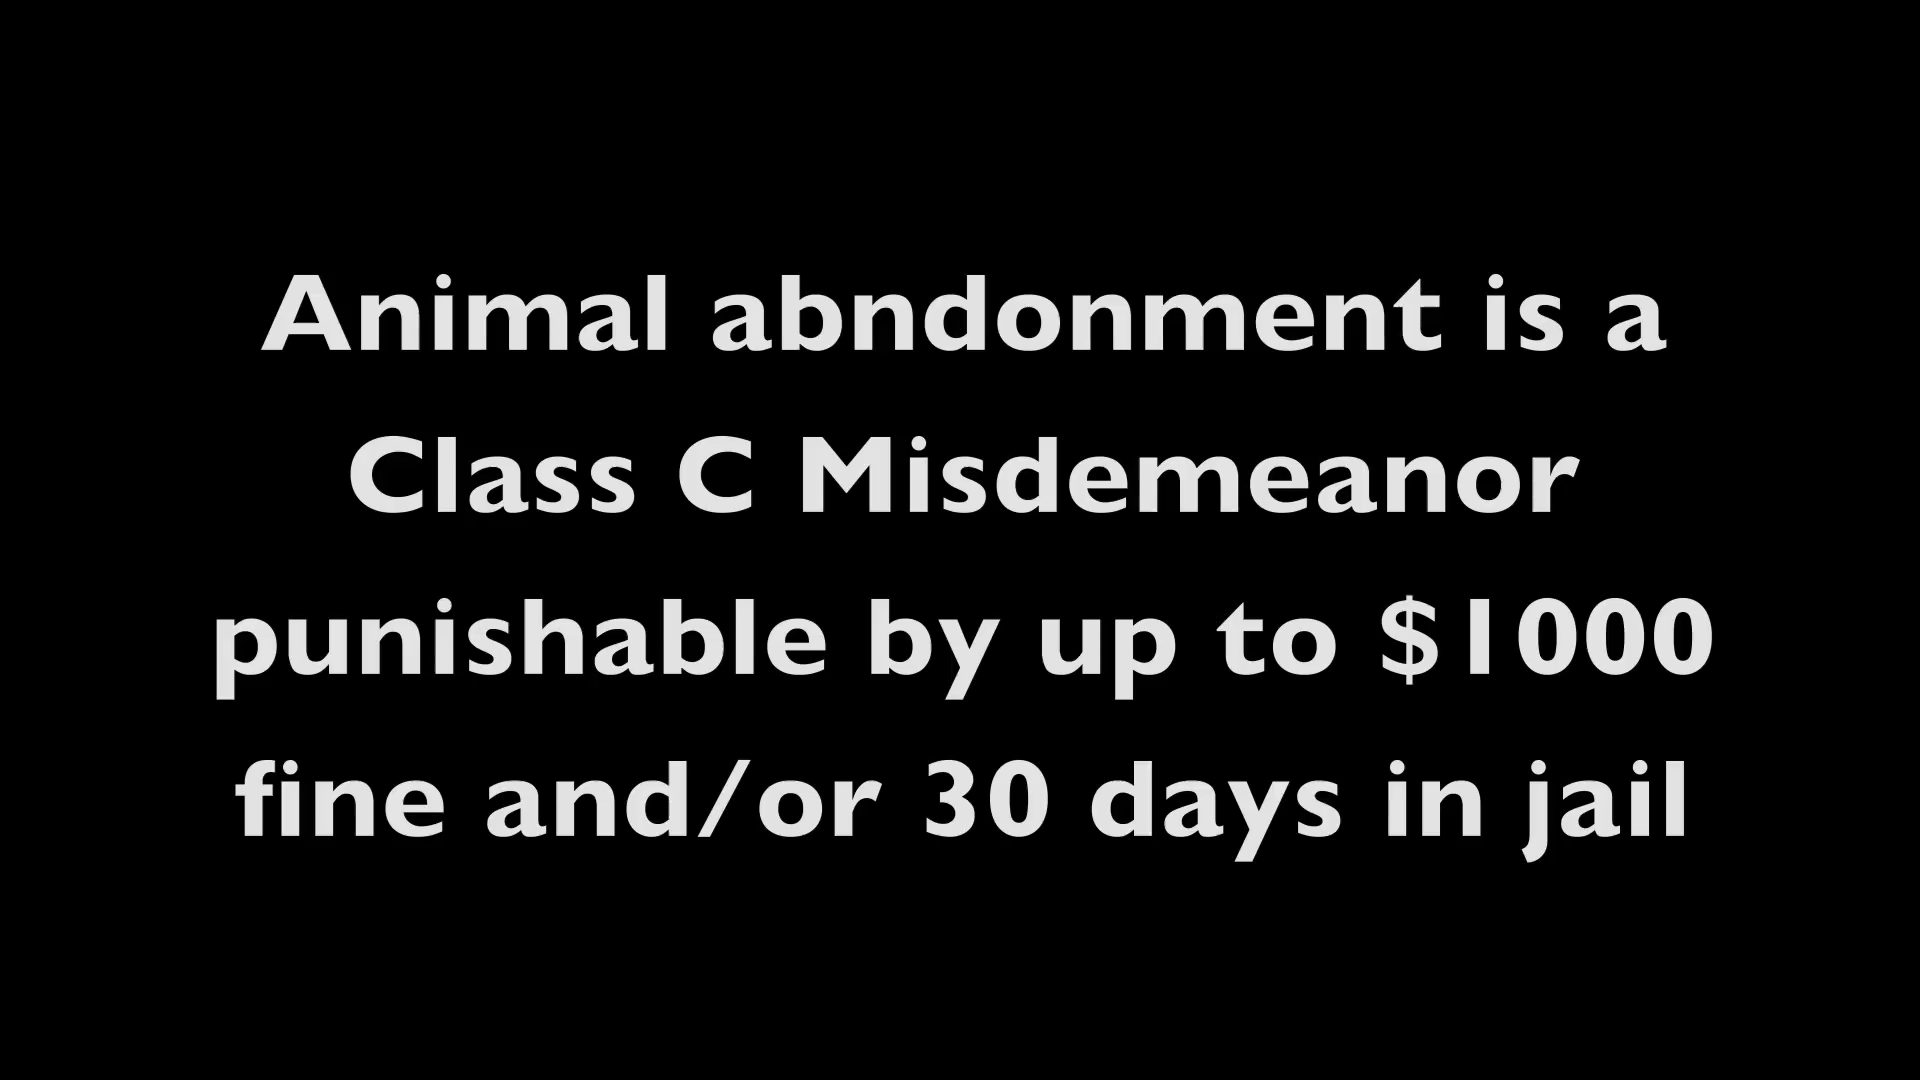 Animal abndonment is a
Class C Misdemeanor
punishable by up to $1000
fine and/or 30 days in jail